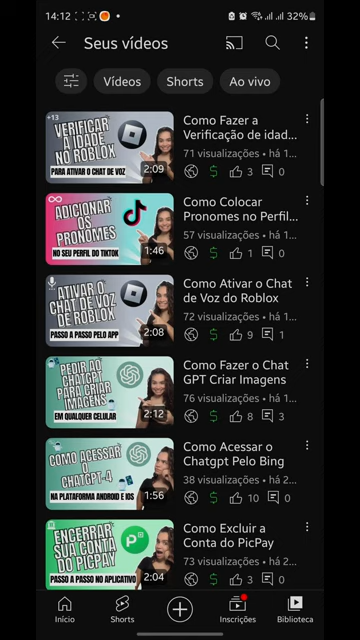 14:12
32%
Seus vídeos
Vídeos
Shorts
Ao vivo
+13
VERIFICAR
A IDADE
NO ROBLOX
PARA ATIVAR O CHAT DE VOZ
2:09
Como Fazer a
Verificação de idad...
71 visualizações • há 1...
3
0
ADICIONAR
OS
PRONOMES
NO SEU PERFIL DO TIKTOK
1:46
Como Colocar
Pronomes no Perfil...
57 visualizações • há 1...
1
0
ATIVAR O
CHAT DE VOZ
DE ROBLOX
PASSO A PASSO PELO APP
2:08
Como Ativar o Chat
de Voz do Roblox
72 visualizações • há 1...
9
1
PEDIR AO
CHATGPT
PARA CRIAR
IMAGENS
EM QUALQUER CELULAR
2:12
Como Fazer o Chat
GPT Criar Imagens
76 visualizações • há 1...
8
3
COMO ACESSAR
O
CHATGPT-4
NA PLATAFORMA ANDROID E IOS
1:56
Como Acessar o
Chatgpt Pelo Bing
38 visualizações • há 2...
10
0
ENCERRAR
SUA CONTA
DO PICPAY
PASSO A PASSO NO APLICATIVO
2:04
Como Excluir a
Conta do PicPay
73 visualizações • há 2...
3
0
Início
Shorts
Inscrições
Biblioteca